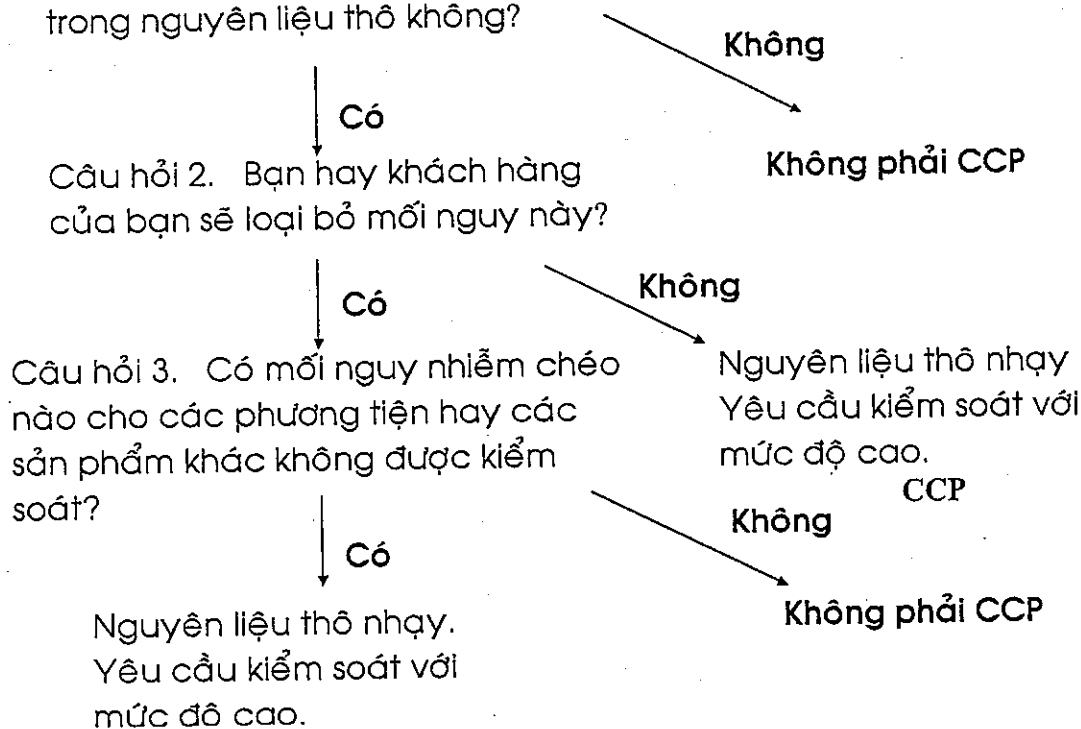 trong nguyên liệu thô không?
Không
Có
Không phải CCP
Câu hỏi 2. Bạn hay khách hàng
của bạn sẽ loại bỏ mối nguy này?
Không
Có
Câu hỏi 3. Có mối nguy nhiễm chéo
nào cho các phương tiện hay các
sản phẩm khác không được kiểm
soát?
Nguyên liệu thô nhạy
Yêu cầu kiểm soát với
mức độ cao.
CCP
Không
Có
Không phải CCP
Nguyên liệu thô nhạy.
Yêu cầu kiểm soát với
mức đô cao.